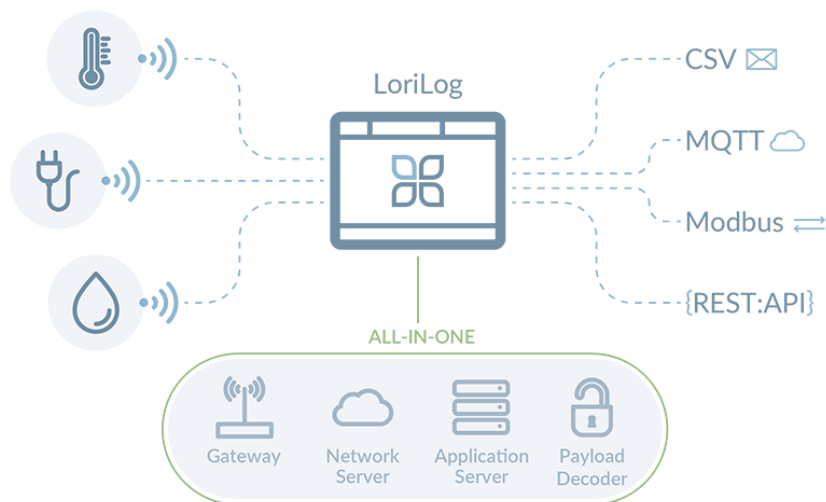 LoriLog
CSV
MQTT
Modbus
{REST:API}
ALL-IN-ONE
Gateway
Network
Server
Application
Server
Payload
Decoder